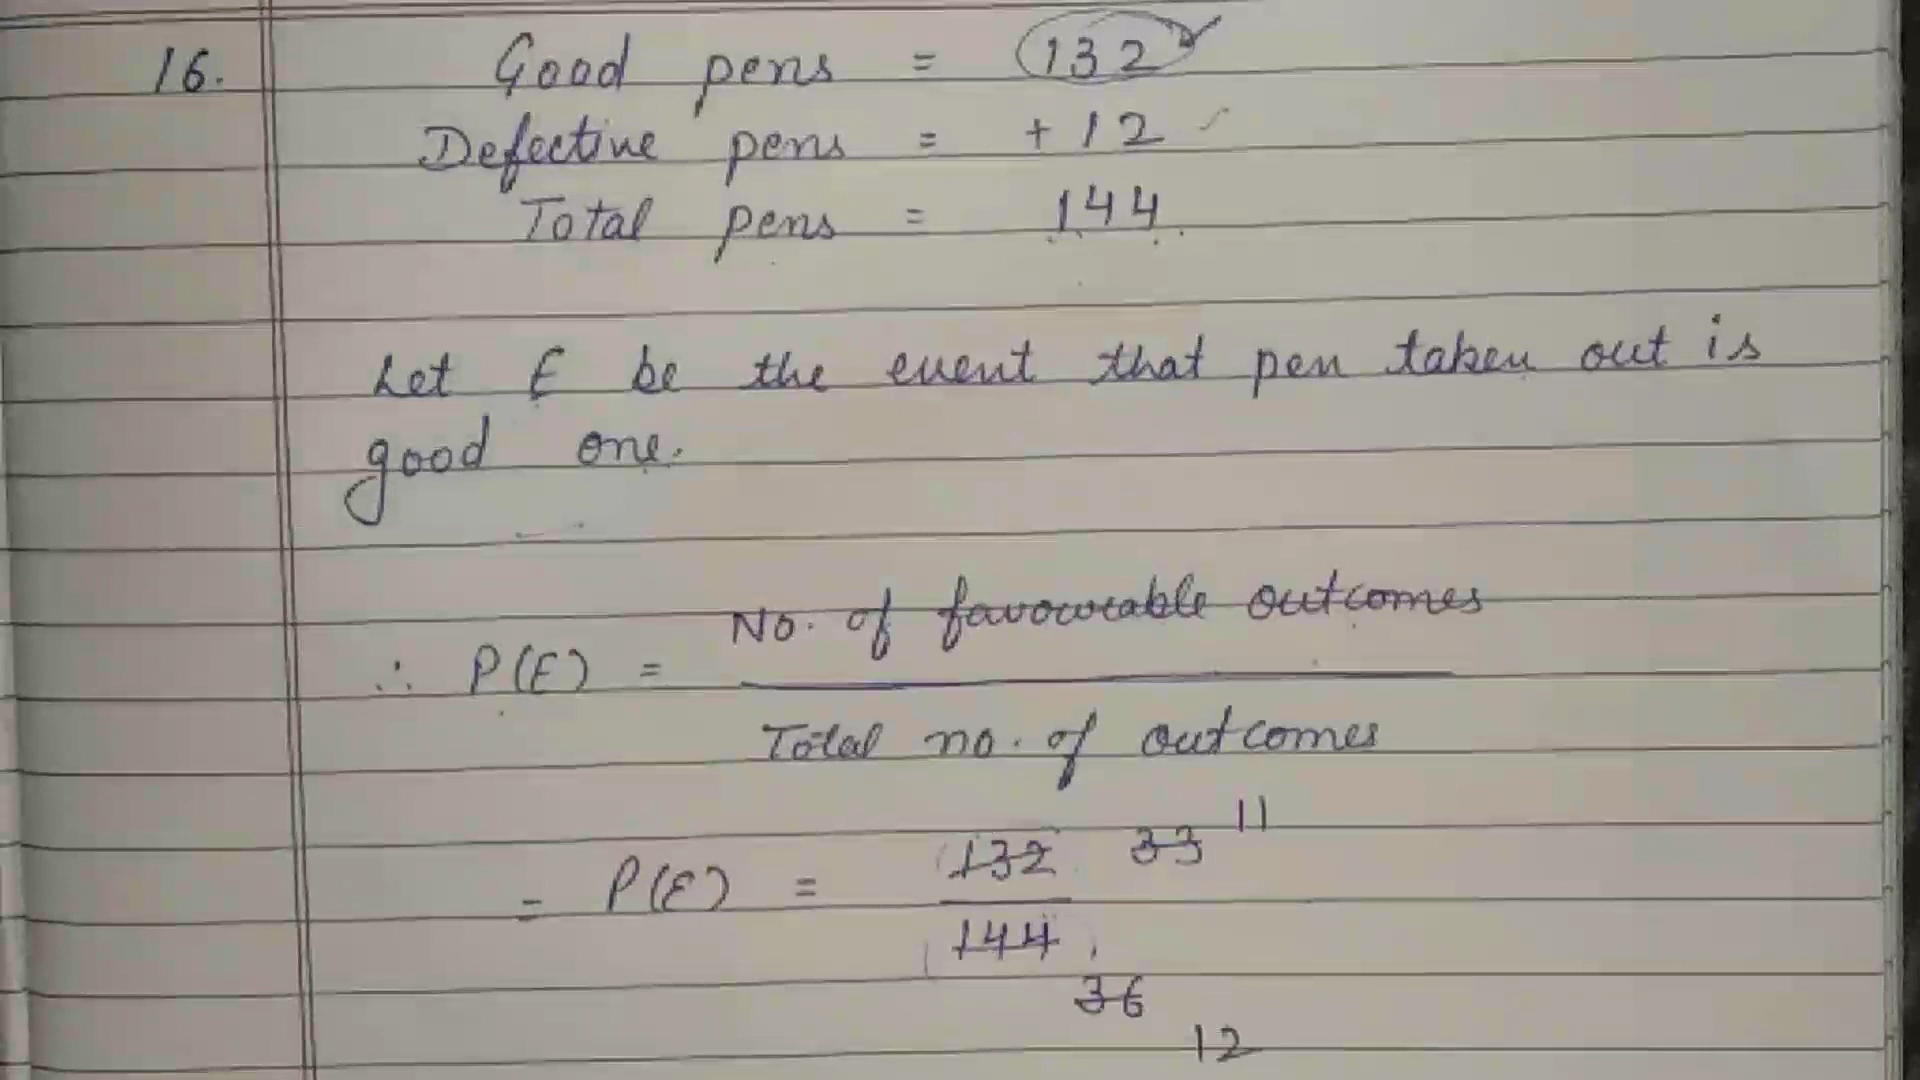 16. Good pens = 132
Defective pens = + 12
Total pens = 144
Let E be the event that pen taken out is
good one.
No. of favourable outcomes
∴ P(E) =
Total no. of outcomes
= P(E) = 132 33 11
144 36 12